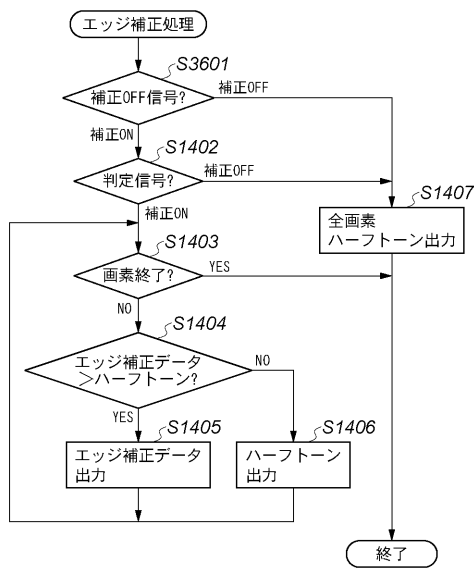 エッジ補正処理
S3601
補正OFF信号?
補正OFF
補正ON
S1402
判定信号?
補正OFF
補正ON
S1407
全画素
ハーフトーン出力
S1403
画素終了?
YES
NO
S1404
エッジ補正データ
＞ハーフトーン?
NO
YES
S1405
エッジ補正データ
出力
S1406
ハーフトーン
出力
終了